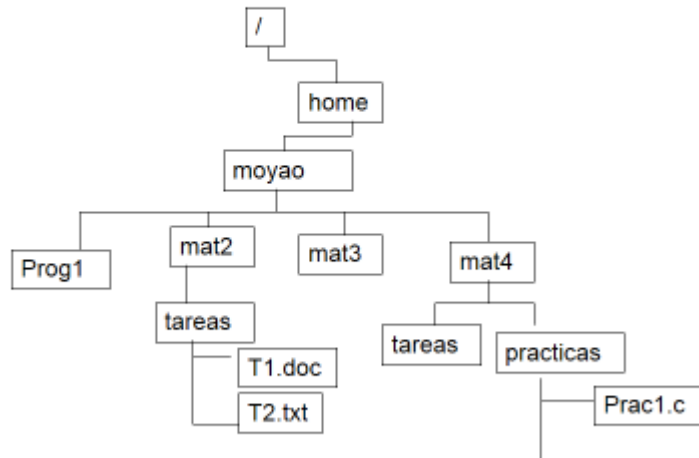 /
home
moyao
Prog1
mat2
mat3
mat4
tareas
T1.doc
T2.txt
tareas
practicas
Prac1.c